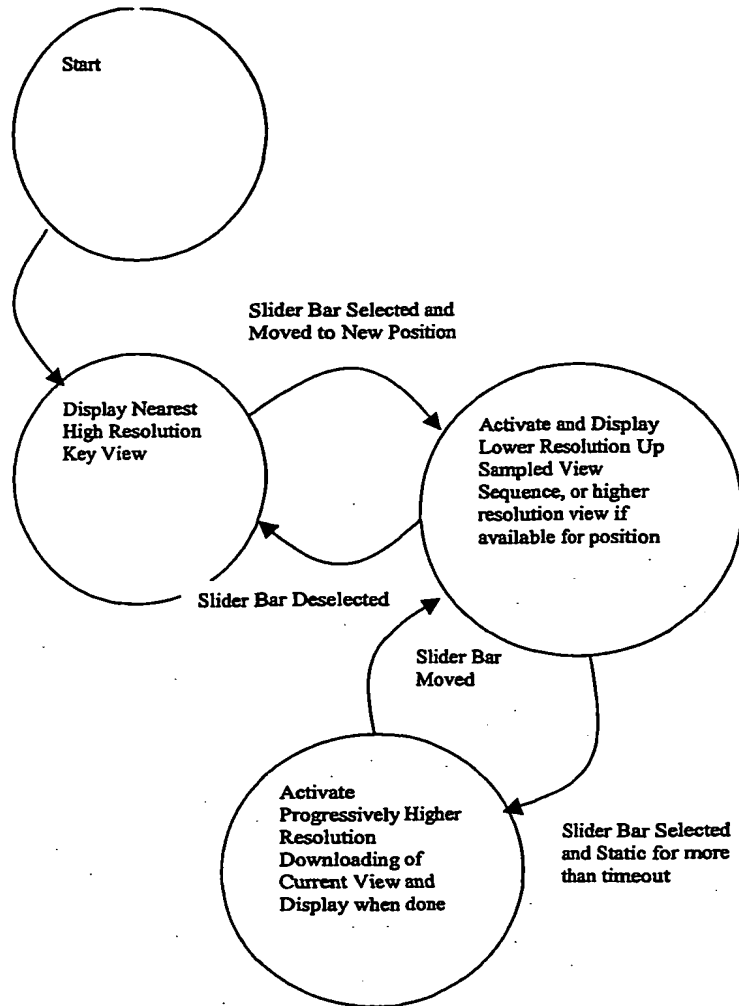 Start
Slider Bar Selected and
Moved to New Position
Display Nearest
High Resolution
Key View
Activate and Display
Lower Resolution Up
Sampled View
Sequence, or higher
resolution view if
available for position
Slider Bar Deselected
Slider Bar
Moved
Activate
Progressively Higher
Resolution
Downloading of
Current View and
Display when done
Slider Bar Selected
and Static for more
than timeout